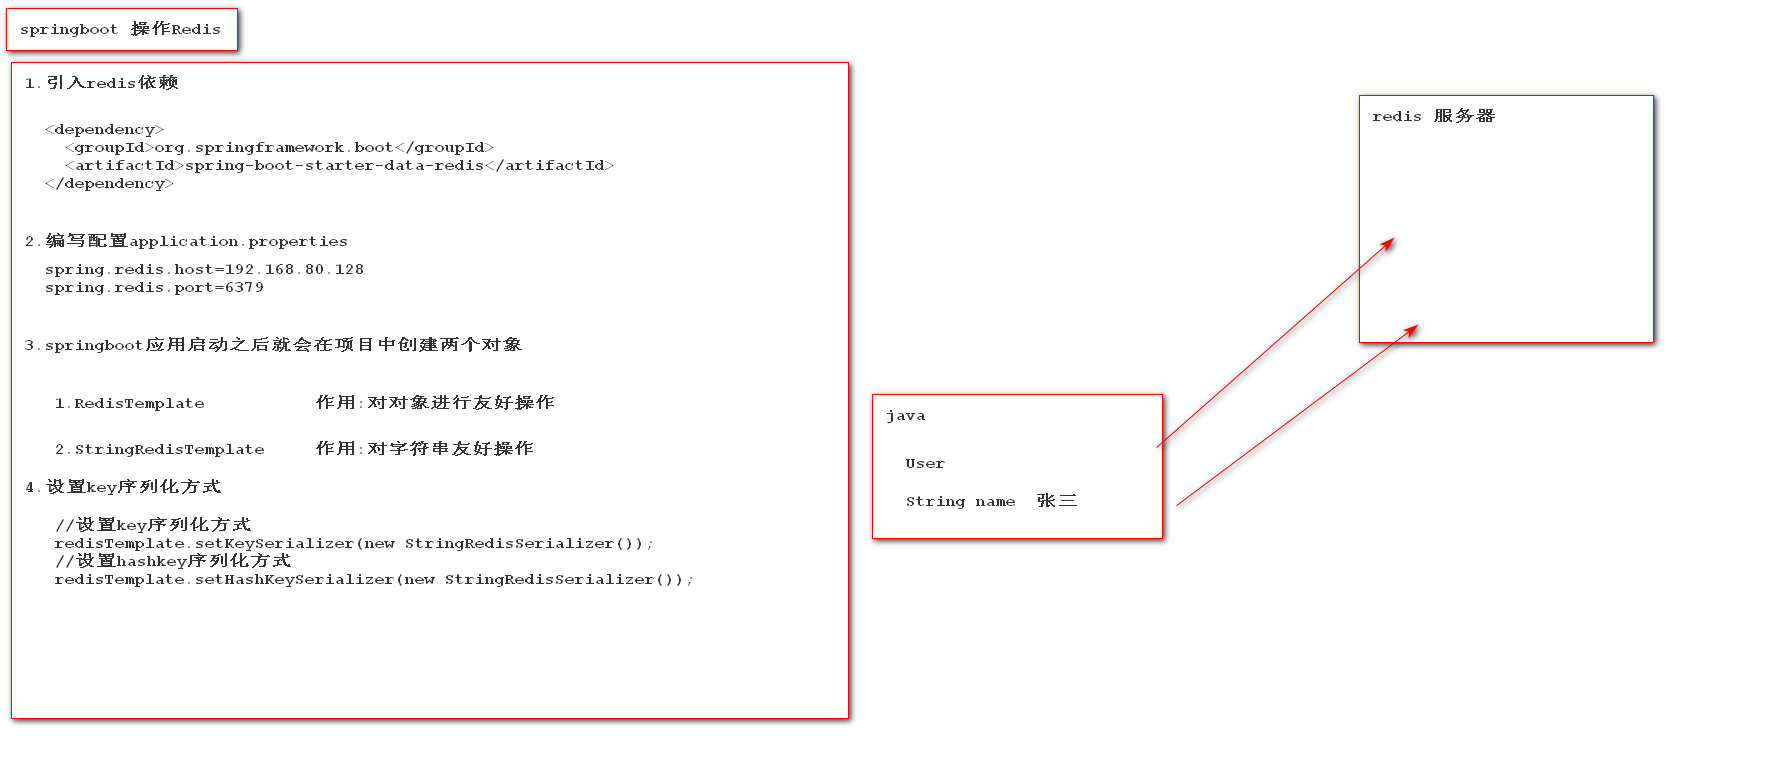 springboot 操作Redis
1.引入redis依赖
<dependency>
<groupId>org.springframework.boot</groupId>
<artifactId>spring-boot-starter-data-redis</artifactId>
</dependency>
2.编写配置application.properties
spring.redis.host=192.168.80.128
spring.redis.port=6379
3.springboot应用启动之后就会在项目中创建两个对象
1.RedisTemplate 作用:对对象进行友好操作
2.StringRedisTemplate 作用:对字符串友好操作
4.设置key序列化方式
//设置key序列化方式
redisTemplate.setKeySerializer(new StringRedisSerializer());
//设置hashkey序列化方式
redisTemplate.setHashKeySerializer(new StringRedisSerializer());
java
User
String name 张三
redis 服务器